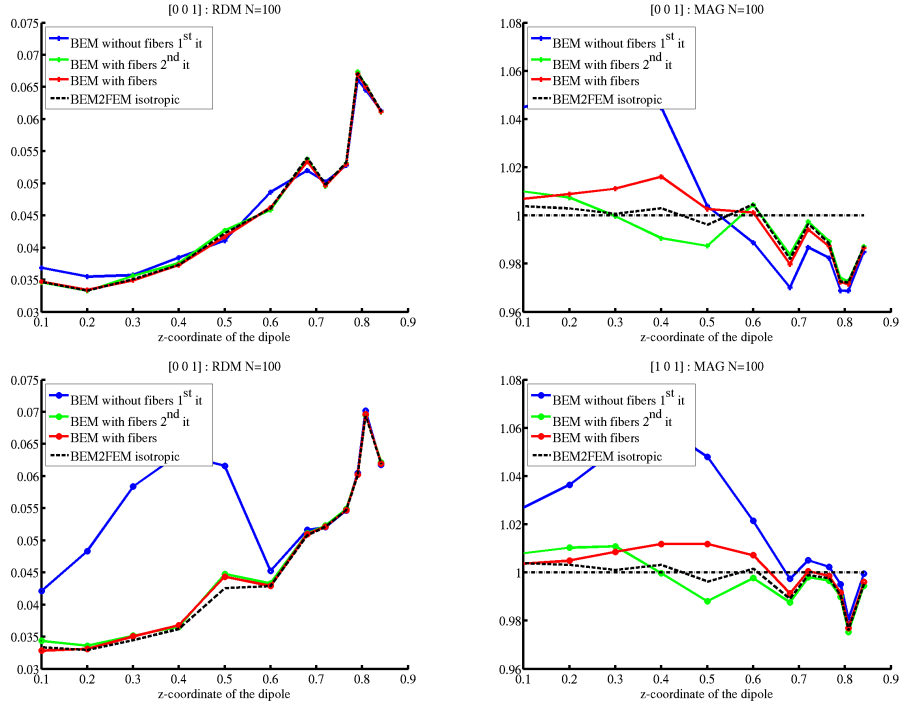 [0 0 1] : RDM N=100
0.075
0.07
0.065
0.06
0.055
0.05
0.045
0.04
0.035
0.03
BEM without fibers 1st it
BEM with fibers 2nd it
BEM with fibers
BEM2FEM isotropic
0.1 0.2 0.3 0.4 0.5 0.6 0.7 0.8 0.9
z-coordinate of the dipole
[0 0 1] : MAG N=100
1.08
1.06
1.04
1.02
1
0.98
0.96
BEM without fibers 1st it
BEM with fibers 2nd it
BEM with fibers
BEM2FEM isotropic
0.1 0.2 0.3 0.4 0.5 0.6 0.7 0.8 0.9
z-coordinate of the dipole
[0 0 1] : RDM N=100
0.075
0.07
0.065
0.06
0.055
0.05
0.045
0.04
0.035
0.03
BEM without fibers 1st it
BEM with fibers 2nd it
BEM with fibers
BEM2FEM isotropic
0.1 0.2 0.3 0.4 0.5 0.6 0.7 0.8 0.9
z-coordinate of the dipole
[1 0 1] : MAG N=100
1.08
1.06
1.04
1.02
1
0.98
0.96
BEM without fibers 1st it
BEM with fibers 2nd it
BEM with fibers
BEM2FEM isotropic
0.1 0.2 0.3 0.4 0.5 0.6 0.7 0.8 0.9
z-coordinate of the dipole